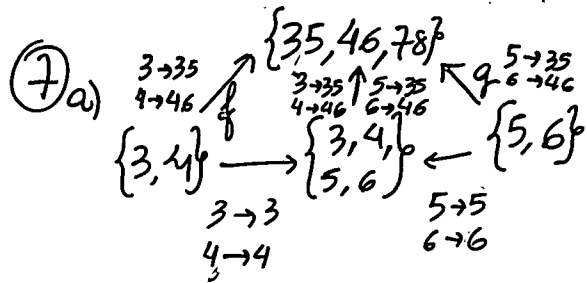 7 a)
{35, 46, 78}
3→35
4→46
f
3→35 5→35
4→46 6→46
g 5→35
6→46
{3, 4} → {3, 4, 5, 6} ← {5, 6}
3→3
4→4
5→5
6→6